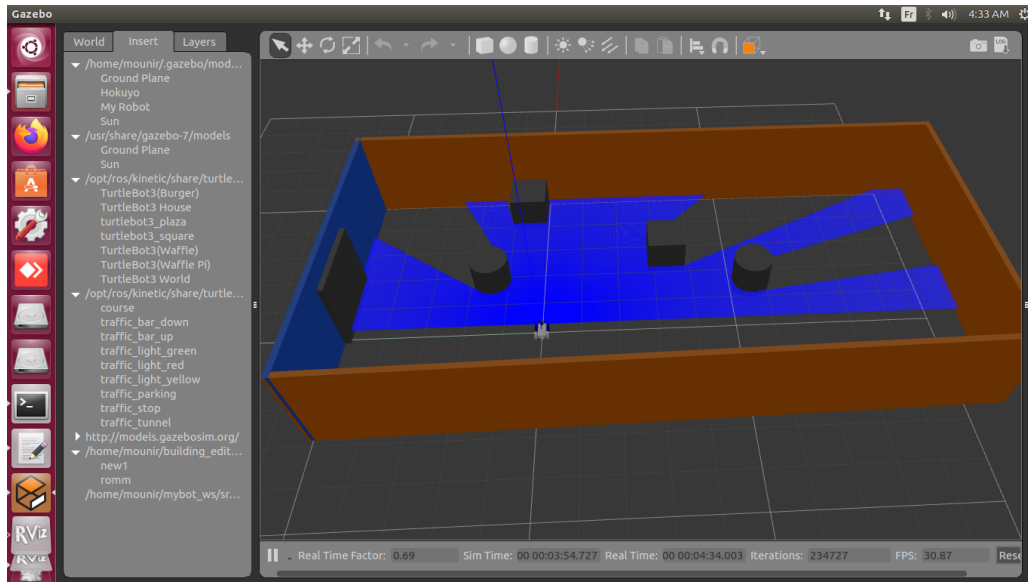 Gazebo
Fr
4:33 AM
World Insert Layers
/home/mounir/.gazebo/mod...
Ground Plane
Hokuyo
My Robot
Sun
/usr/share/gazebo-7/models
Ground Plane
Sun
/opt/ros/kinetic/share/turtle...
TurtleBot3(Burger)
TurtleBot3 House
turtlebot3_plaza
turtlebot3_square
TurtleBot3(Waffle)
TurtleBot3(Waffle Pi)
TurtleBot3 World
/opt/ros/kinetic/share/turtle...
course
traffic_bar_down
traffic_bar_up
traffic_light_green
traffic_light_red
traffic_light_yellow
traffic_parking
traffic_stop
traffic_tunnel
http://models.gazebosim.org/
/home/mounir/building_edit...
new1
romm
/home/mounir/mybot_ws/sr...
LOG
RViz
RViz
Real Time Factor: 0.69 Sim Time: 00 00:03:54.727 Real Time: 00 00:04:34.003 Iterations: 234727 FPS: 30.87 Rese